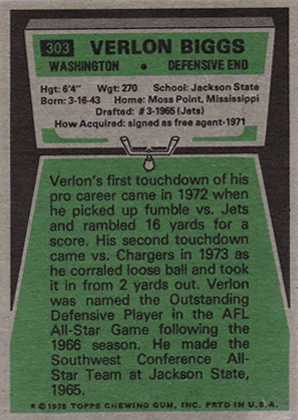 303 VERLON BIGGS
WASHINGTON • DEFENSIVE END
Hgt: 6'4" Wgt: 270 School: Jackson State
Born: 3-16-43 Home: Moss Point, Mississippi
Drafted: #3-1965 (Jets)
How Acquired: signed as free agent-1971
Verlon's first touchdown of his
pro career came in 1972 when
he picked up fumble vs. Jets
and rambled 16 yards for a
score. His second touchdown
came vs. Chargers in 1973 as
he corraled loose ball and took
it in from 2 yards out. Verlon
was named the Outstanding
Defensive Player in the AFL
All-Star Game following the
1966 season. He made the
Southwest Conference All-
Star Team at Jackson State,
1965.
* © 1975 TOPPS CHEWING GUM, INC. PRTD IN U.S.A.